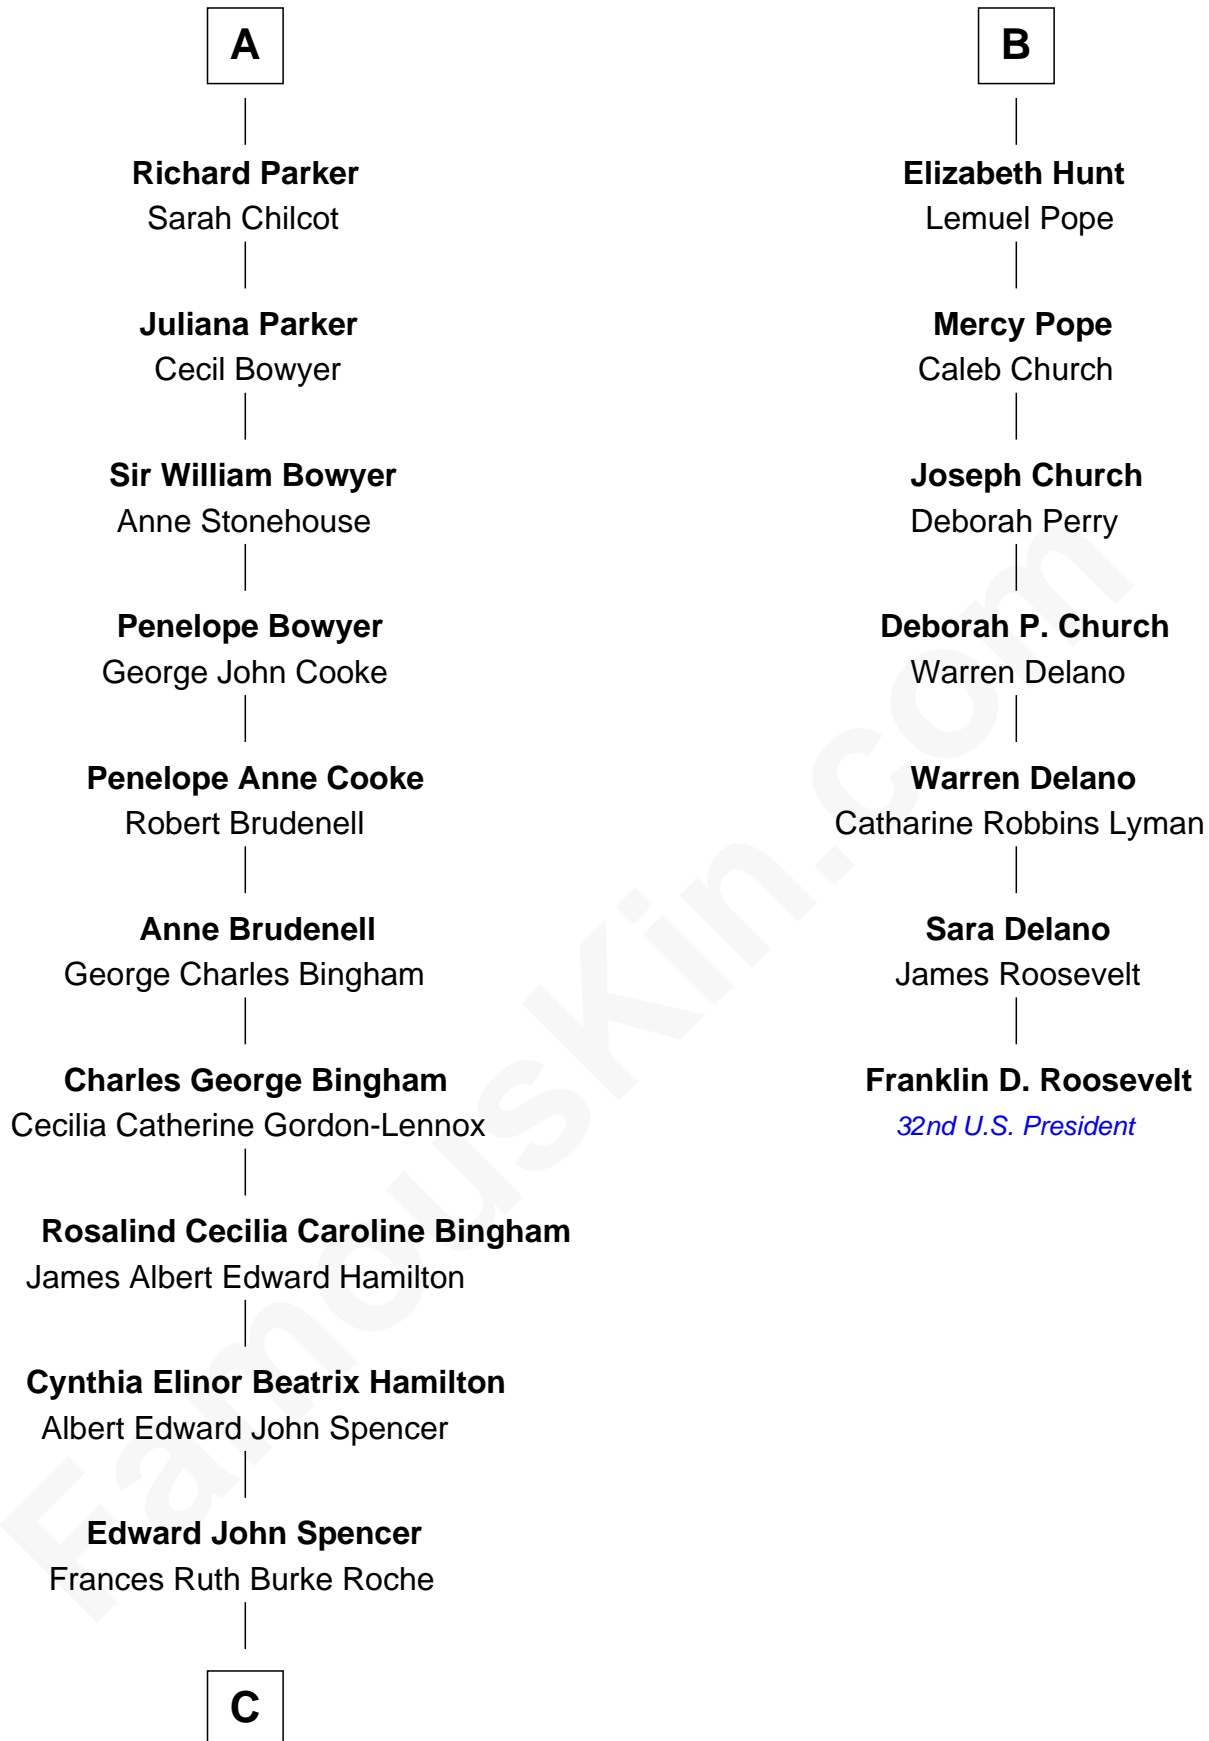 A
Richard Parker
Sarah Chilcot
Juliana Parker
Cecil Bowyer
Sir William Bowyer
Anne Stonehouse
Penelope Bowyer
George John Cooke
Penelope Anne Cooke
Robert Brudenell
Anne Brudenell
George Charles Bingham
Charles George Bingham
Cecilia Catherine Gordon-Lennox
Rosalind Cecilia Caroline Bingham
James Albert Edward Hamilton
Cynthia Elinor Beatrix Hamilton
Albert Edward John Spencer
Edward John Spencer
Frances Ruth Burke Roche
C
B
Elizabeth Hunt
Lemuel Pope
Mercy Pope
Caleb Church
Joseph Church
Deborah Perry
Deborah P. Church
Warren Delano
Warren Delano
Catharine Robbins Lyman
Sara Delano
James Roosevelt
Franklin D. Roosevelt
32nd U.S. President
FamousKin.com